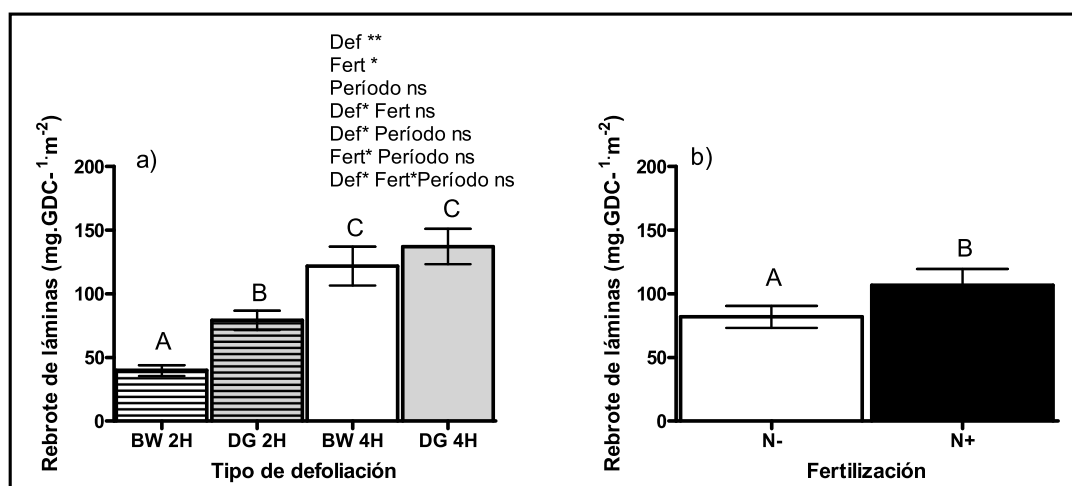 Def **
Fert *
Período ns
Def* Fert ns
Def* Período ns
Fert* Período ns
Def* Fert*Período ns
a)
Rebrote de láminas (mg.GDC-¹·m⁻²)
200
150
100
50
0
A
B
C
C
BW 2H DG 2H BW 4H DG 4H
Tipo de defoliación
b)
Rebrote de láminas (mg.GDC-¹·m⁻²)
200
150
100
50
0
A
B
N- N+
Fertilización